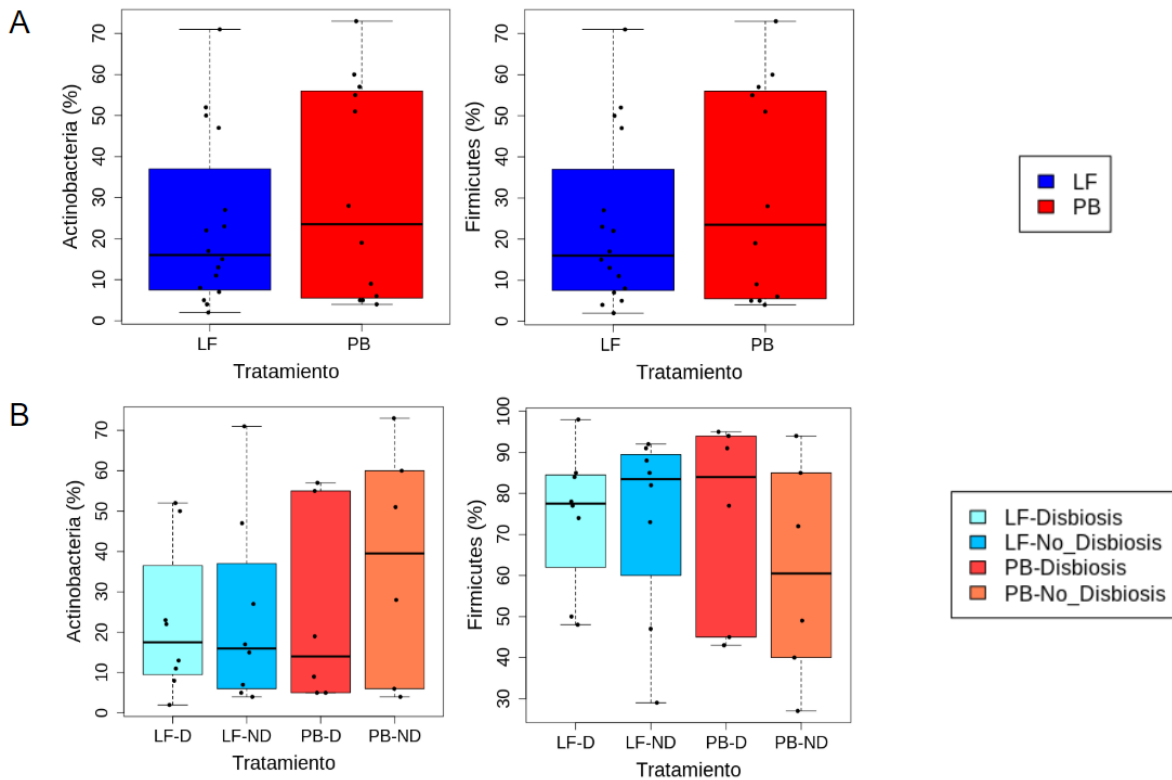 A
Actinobacteria (%)
0 10 20 30 40 50 60 70
LF PB
Tratamiento
Firmicutes (%)
0 10 20 30 40 50 60 70
LF PB
Tratamiento
LF
PB
B
Actinobacteria (%)
0 10 20 30 40 50 60 70
LF-D LF-ND PB-D PB-ND
Tratamiento
Firmicutes (%)
30 40 50 60 70 80 90 100
LF-D LF-ND PB-D PB-ND
Tratamiento
LF-Disbiosis
LF-No_Disbiosis
PB-Disbiosis
PB-No_Disbiosis